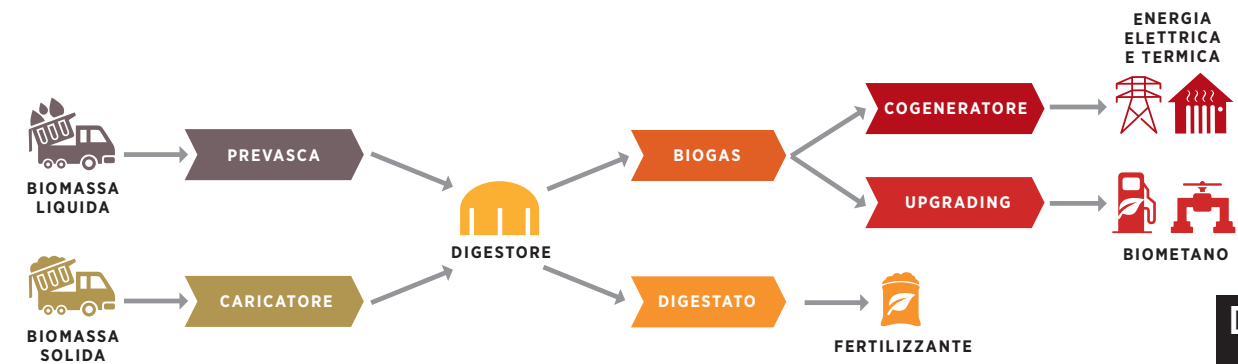 ENERGIA
ELETTRICA
E TERMICA
COGENERATORE
PREVASCA
BIOGAS
BIOMASSA
LIQUIDA
UPGRADING
DIGESTORE
BIOMETANO
CARICATORE
DIGESTATO
BIOMASSA
SOLIDA
FERTILIZZANTE